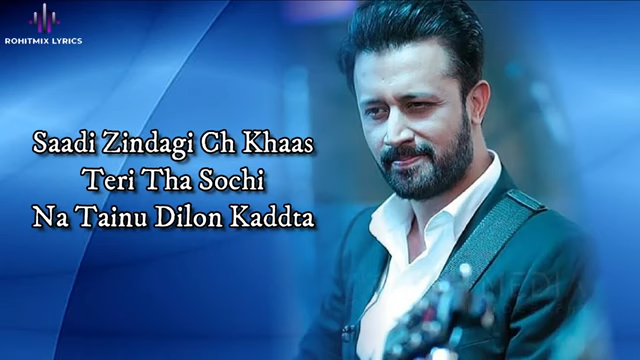 ROHITMIX LYRICS
Saadi Zindagi Ch Khaas
Teri Tha Sochi
Na Tainu Dilon Kaddta